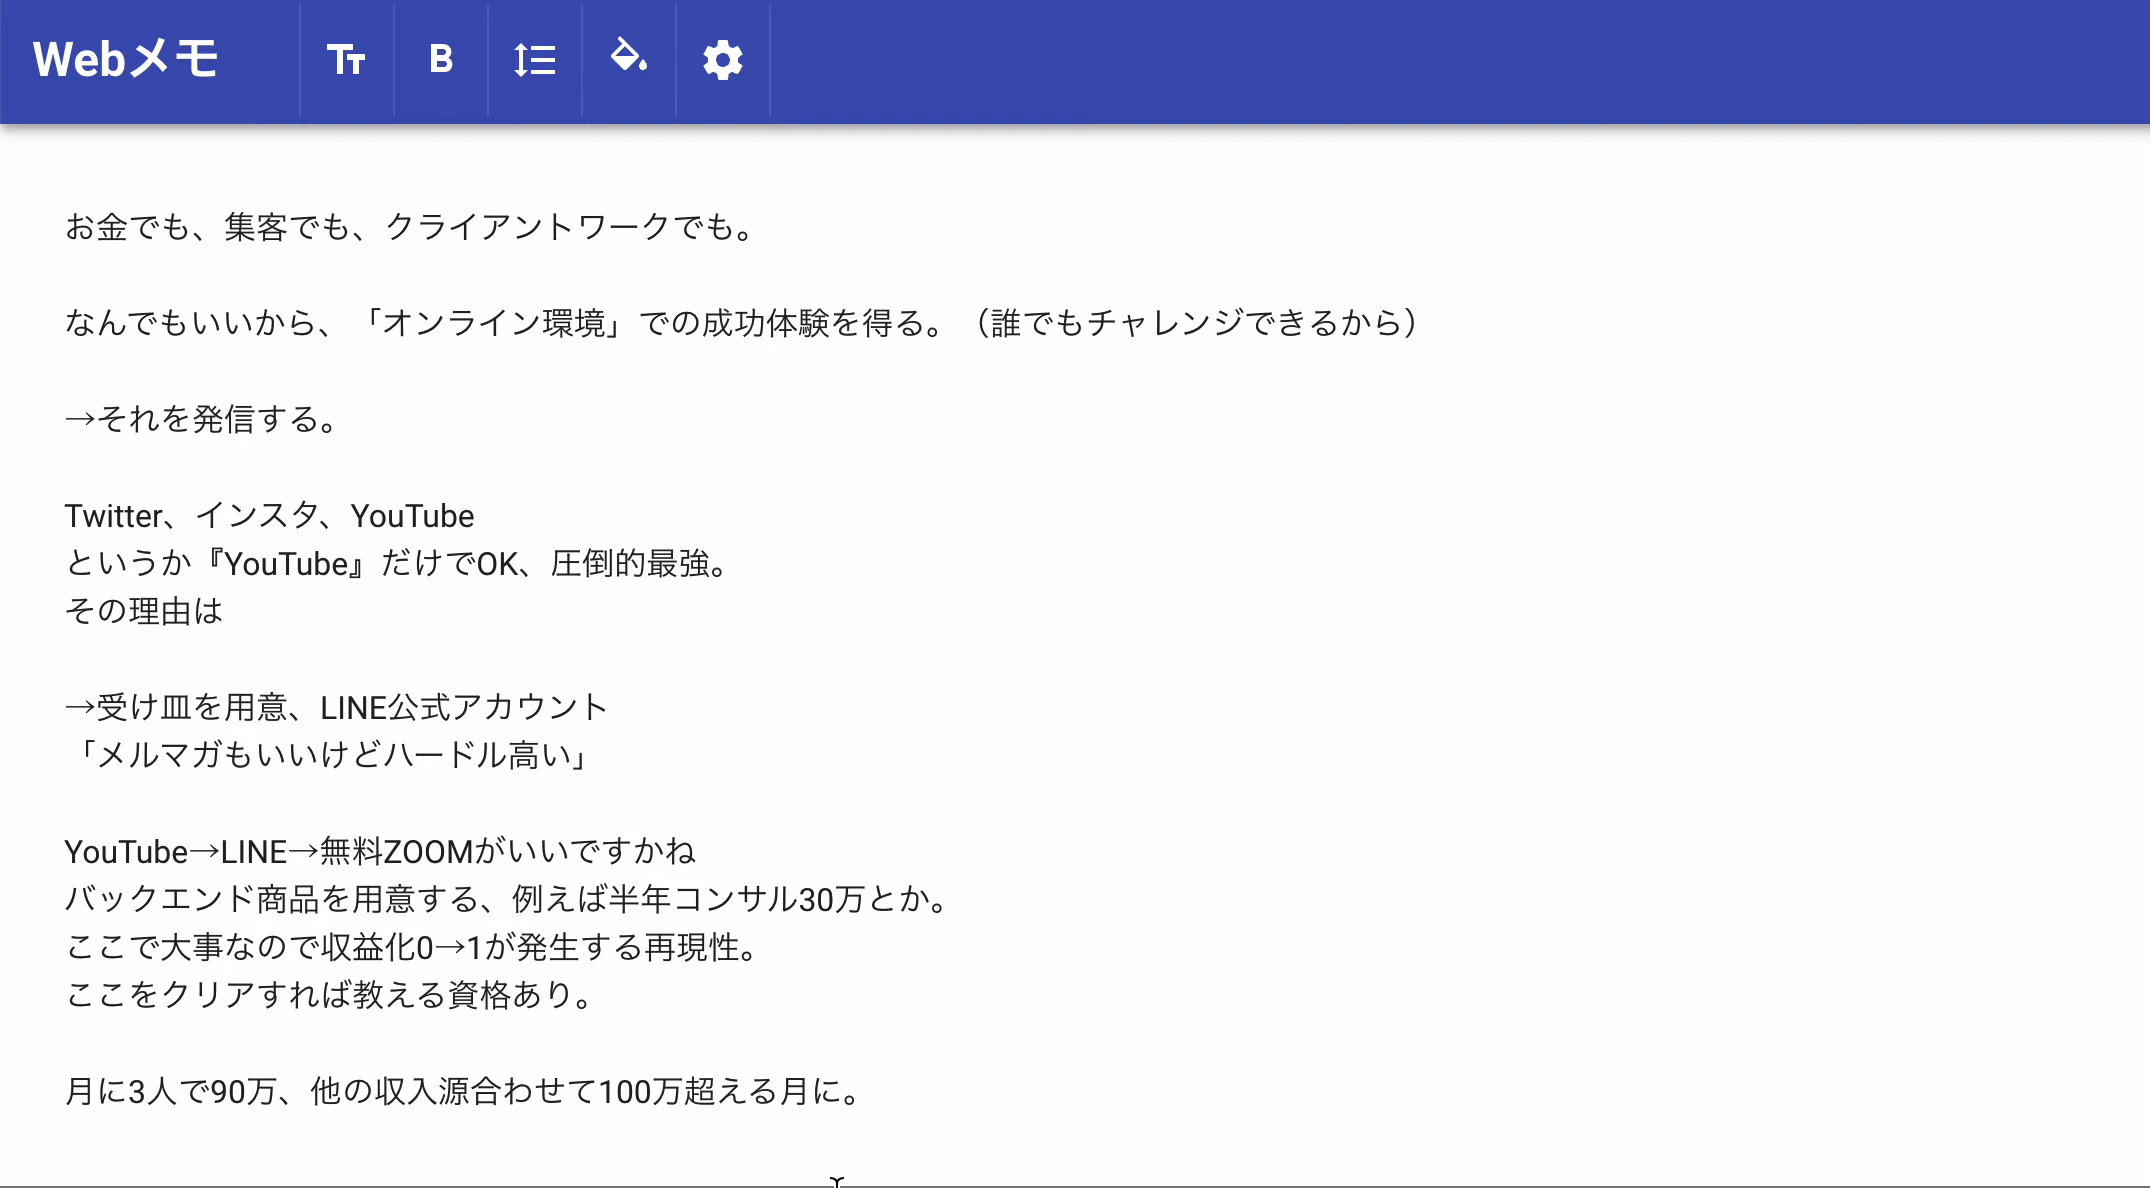 Webメモ
お金でも、集客でも、クライアントワークでも。
なんでもいいから、「オンライン環境」での成功体験を得る。（誰でもチャレンジできるから）
→それを発信する。
Twitter、インスタ、YouTube
というか『YouTube』だけでOK、圧倒的最強。
その理由は
→受け皿を用意、LINE公式アカウント
「メルマガもいいけどハードル高い」
YouTube→LINE→無料ZOOMがいいですかね
バックエンド商品を用意する、例えば半年コンサル30万とか。
ここで大事なので収益化0→1が発生する再現性。
ここをクリアすれば教える資格あり。
月に3人で90万、他の収入源合わせて100万超える月に。